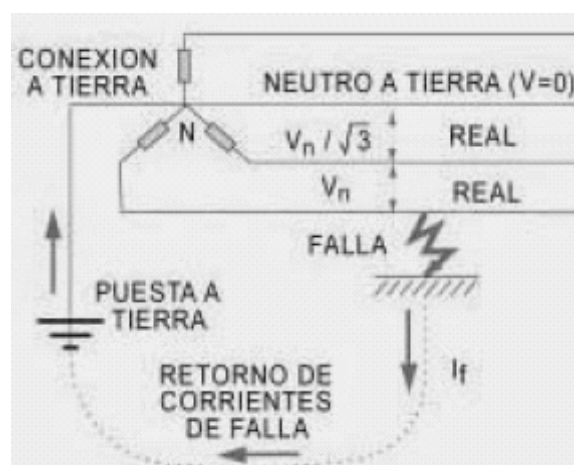 CONEXION
A TIERRA
NEUTRO A TIERRA (V=0)
N
Vn / √3
REAL
Vn
REAL
FALLA
PUESTA A
TIERRA
If
RETORNO DE
CORRIENTES
DE FALLA